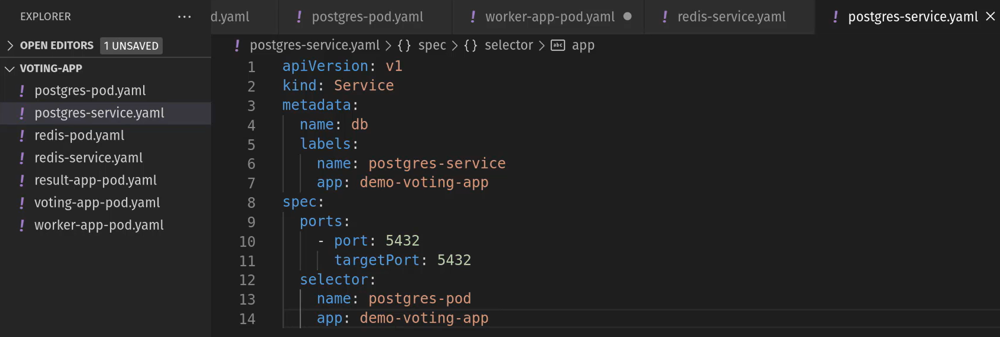 EXPLORER ...
d.yaml
! postgres-pod.yaml
! worker-app-pod.yaml
! redis-service.yaml
! postgres-service.yaml
OPEN EDITORS 1 UNSAVED
VOTING-APP
! postgres-pod.yaml
! postgres-service.yaml
! redis-pod.yaml
! redis-service.yaml
! result-app-pod.yaml
! voting-app-pod.yaml
! worker-app-pod.yaml
! postgres-service.yaml > {} spec > {} selector > abc app
1 apiVersion: v1
2 kind: Service
3 metadata:
4 name: db
5 labels:
6 name: postgres-service
7 app: demo-voting-app
8 spec:
9 ports:
10 - port: 5432
11 targetPort: 5432
12 selector:
13 name: postgres-pod
14 app: demo-voting-app